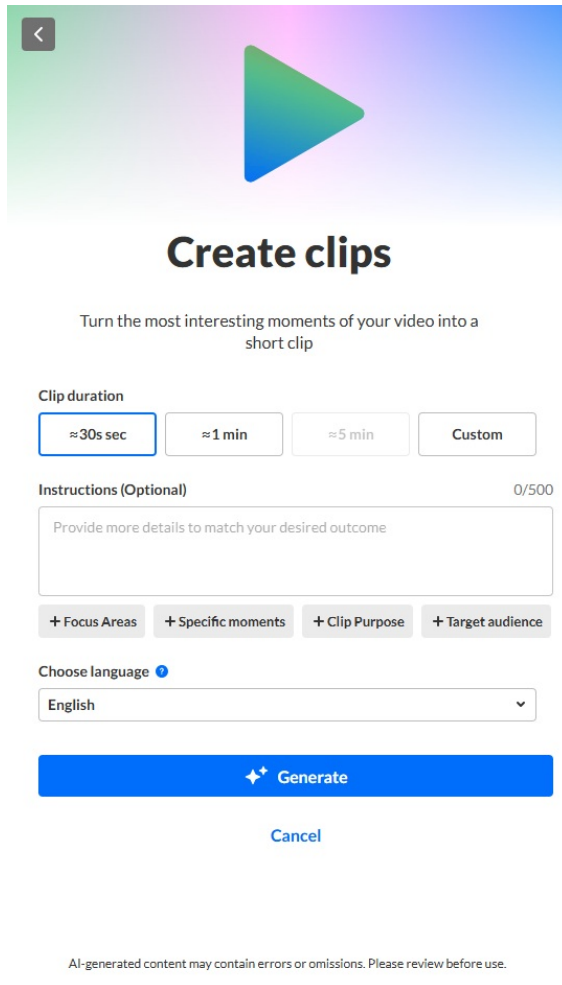 Create clips
Turn the most interesting moments of your video into a
short clip
Clip duration
≈30s sec
≈1 min
≈5 min
Custom
Instructions (Optional)
0/500
Provide more details to match your desired outcome
+ Focus Areas
+ Specific moments
+ Clip Purpose
+ Target audience
Choose language ?
English
Generate
Cancel
AI-generated content may contain errors or omissions. Please review before use.